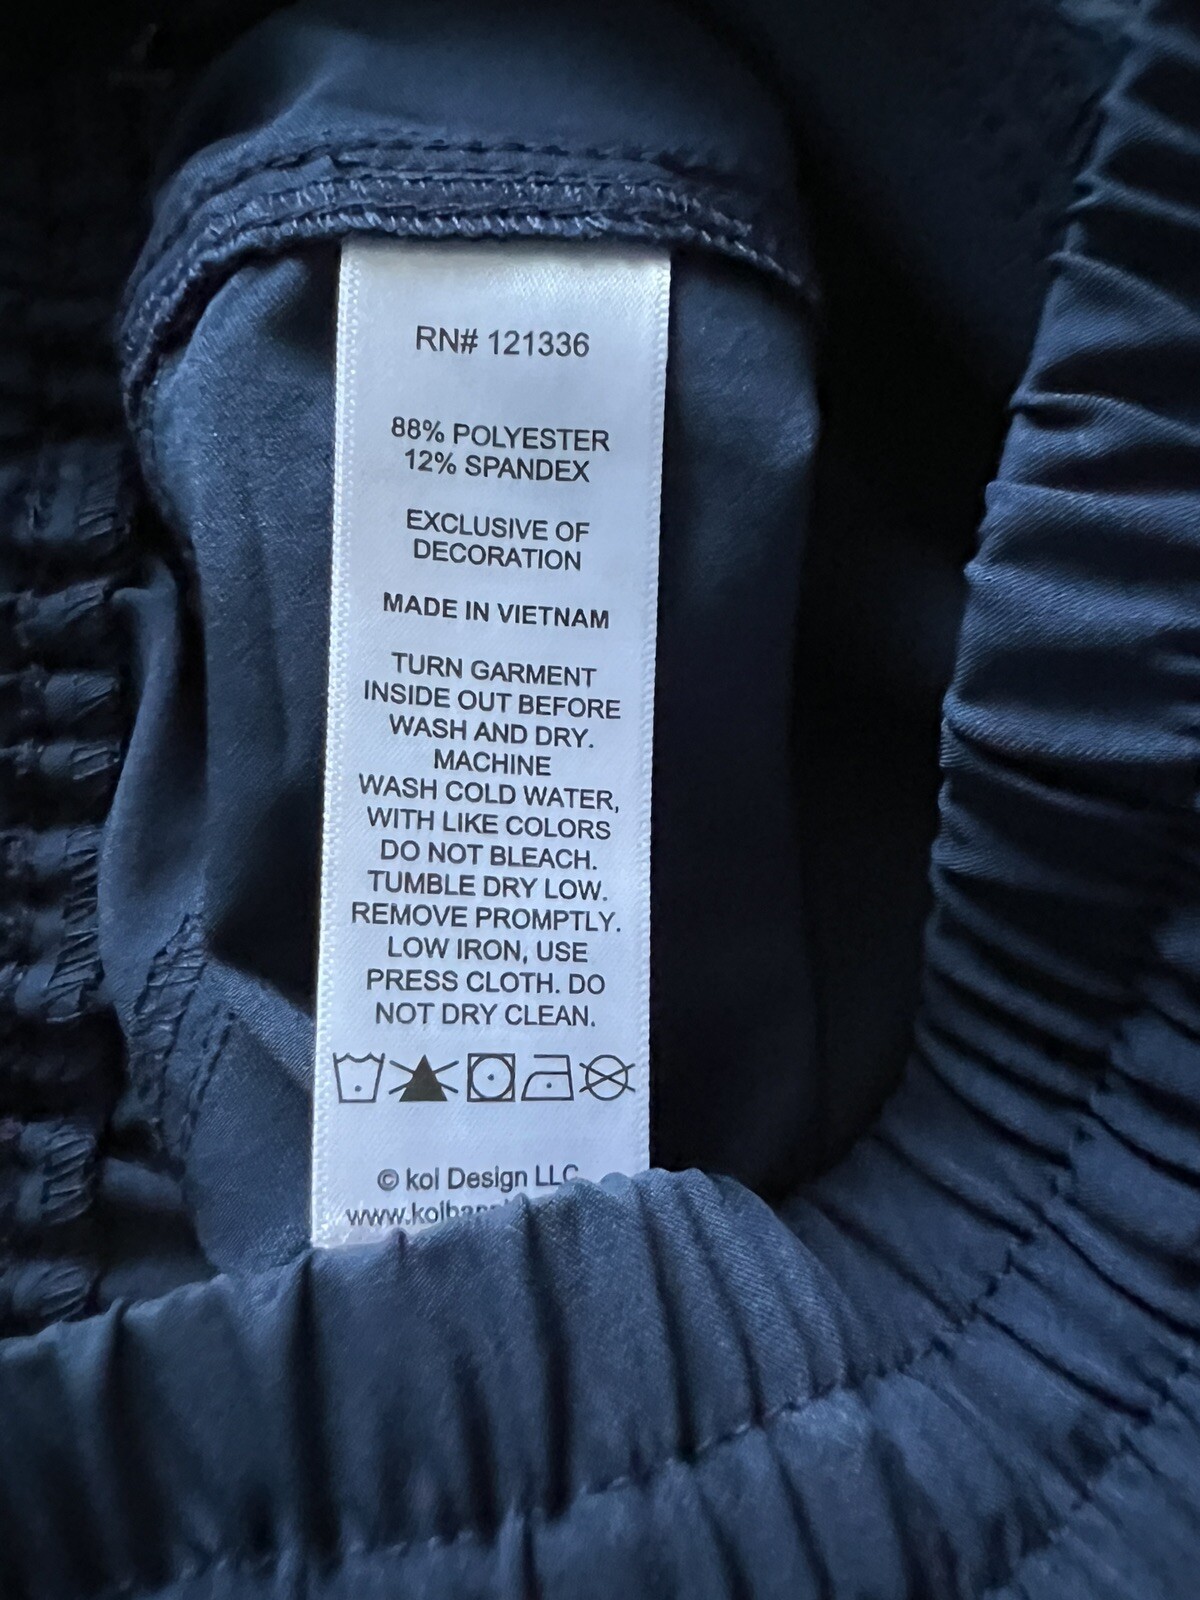 RN# 121336
88% POLYESTER
12% SPANDEX
EXCLUSIVE OF
DECORATION
MADE IN VIETNAM
TURN GARMENT
INSIDE OUT BEFORE
WASH AND DRY.
MACHINE
WASH COLD WATER,
WITH LIKE COLORS
DO NOT BLEACH.
TUMBLE DRY LOW.
REMOVE PROMPTLY.
LOW IRON, USE
PRESS CLOTH. DO
NOT DRY CLEAN.
© koi Design LLC